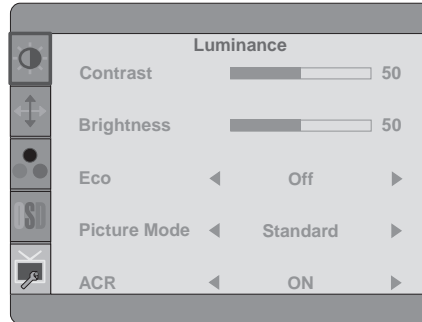 Luminance
Contrast 50
Brightness 50
Eco Off
Picture Mode Standard
OSD
ACR ON